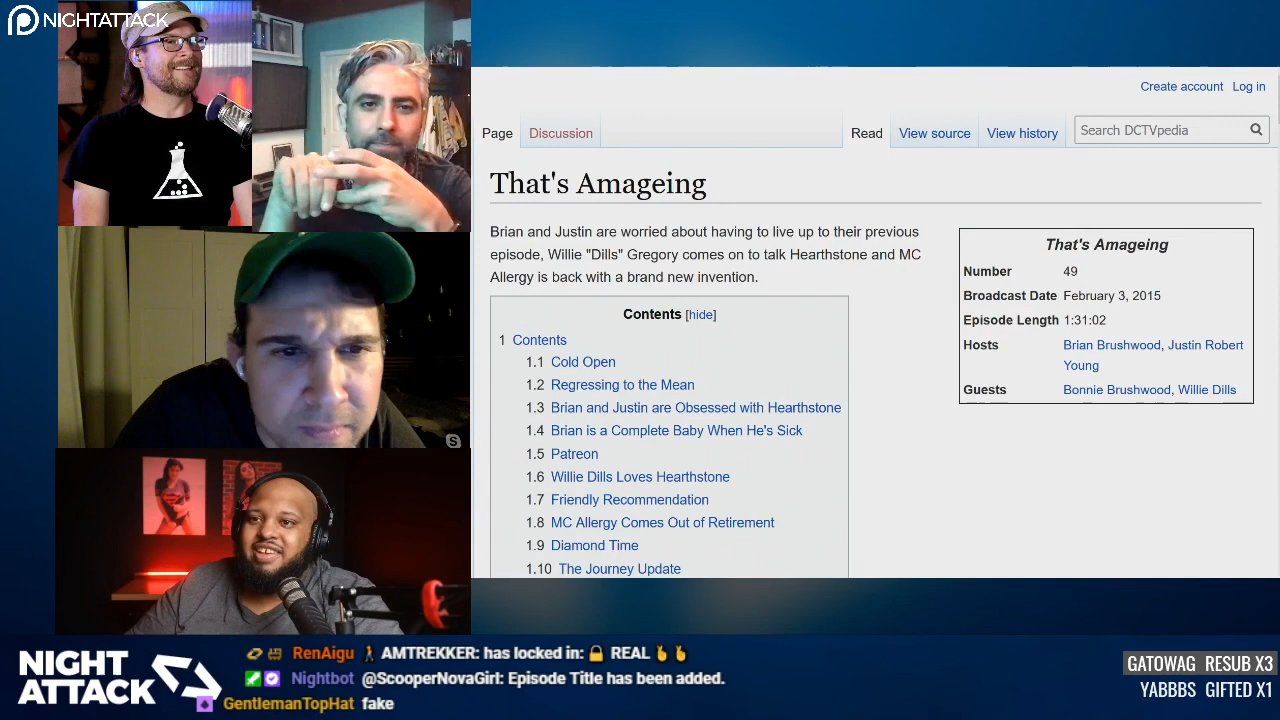 NIGHTATTACK
Create account Log in
Page Discussion Read View source View history Search DCTVpedia
That's Amageing
Brian and Justin are worried about having to live up to their previous
episode, Willie "Dills" Gregory comes on to talk Hearthstone and MC
Allergy is back with a brand new invention.
That's Amageing
Number 49
Broadcast Date February 3, 2015
Episode Length 1:31:02
Hosts Brian Brushwood, Justin Robert
Young
Guests Bonnie Brushwood, Willie Dills
Contents [hide]
1 Contents
1.1 Cold Open
1.2 Regressing to the Mean
1.3 Brian and Justin are Obsessed with Hearthstone
1.4 Brian is a Complete Baby When He's Sick
1.5 Patreon
1.6 Willie Dills Loves Hearthstone
1.7 Friendly Recommendation
1.8 MC Allergy Comes Out of Retirement
1.9 Diamond Time
1.10 The Journey Update
NIGHT
ATTACK
RenAigu AMTREKKER: has locked in: 🔒 REAL
Nightbot @ScooperNovaGirl: Episode Title has been added.
GentlemanTopHat fake
GATOWAG RESUB X3
YABBBS GIFTED X1